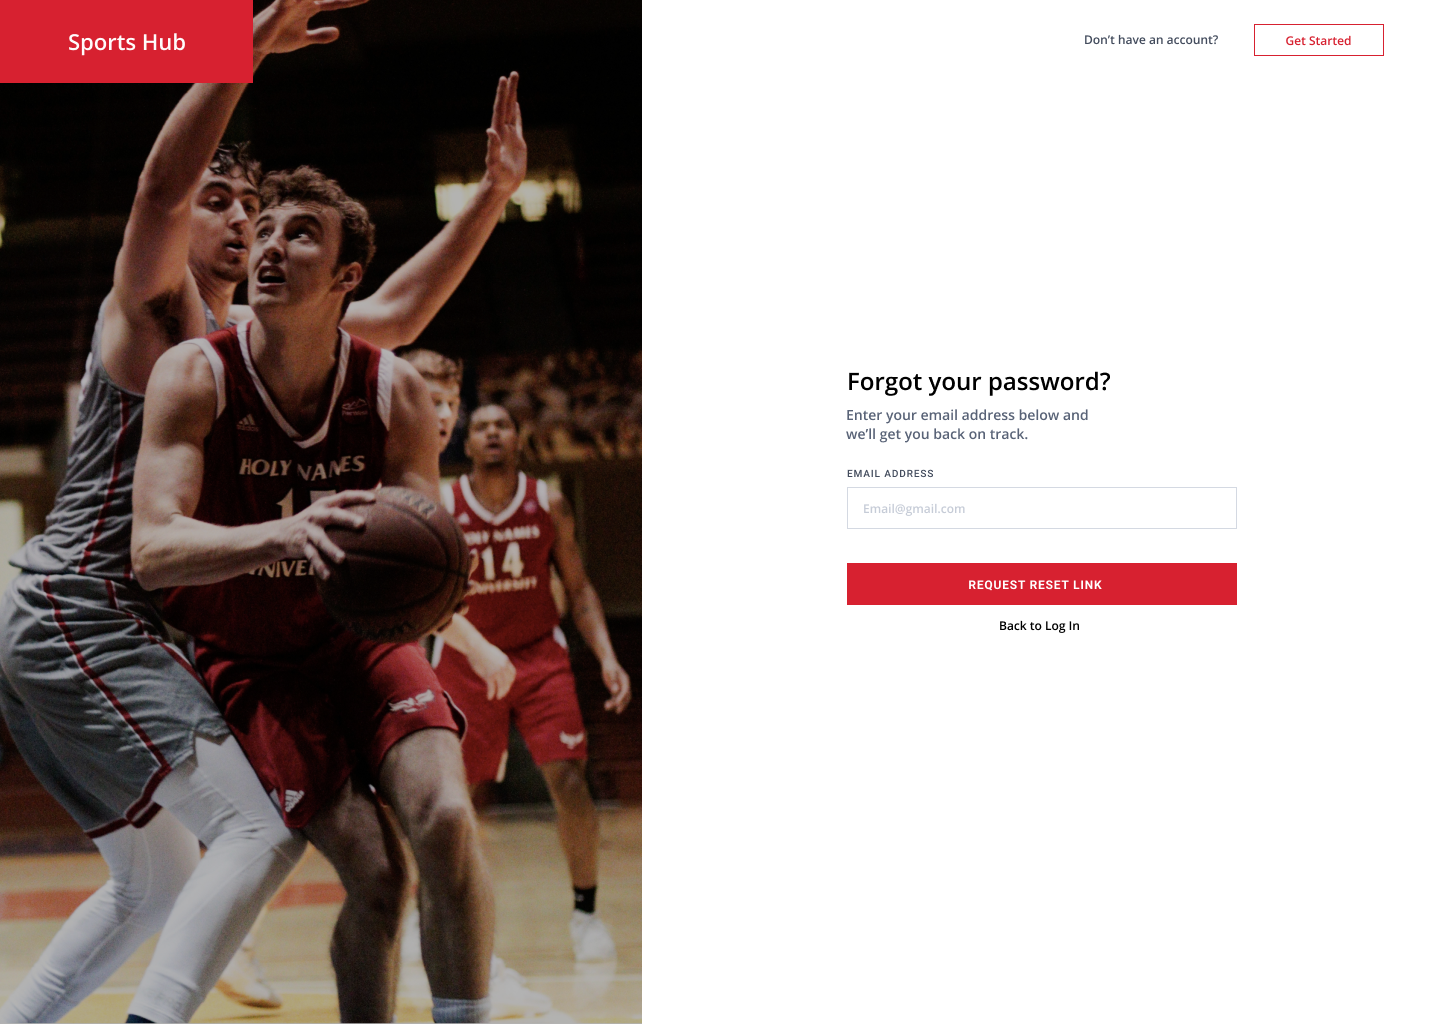 Sports Hub
Don't have an account?
Get Started
HOLY NAMES
HOLY NAMES
14
UNIVERSITY
Forgot your password?
Enter your email address below and
we'll get you back on track.
EMAIL ADDRESS
Email@gmail.com
REQUEST RESET LINK
Back to Log In